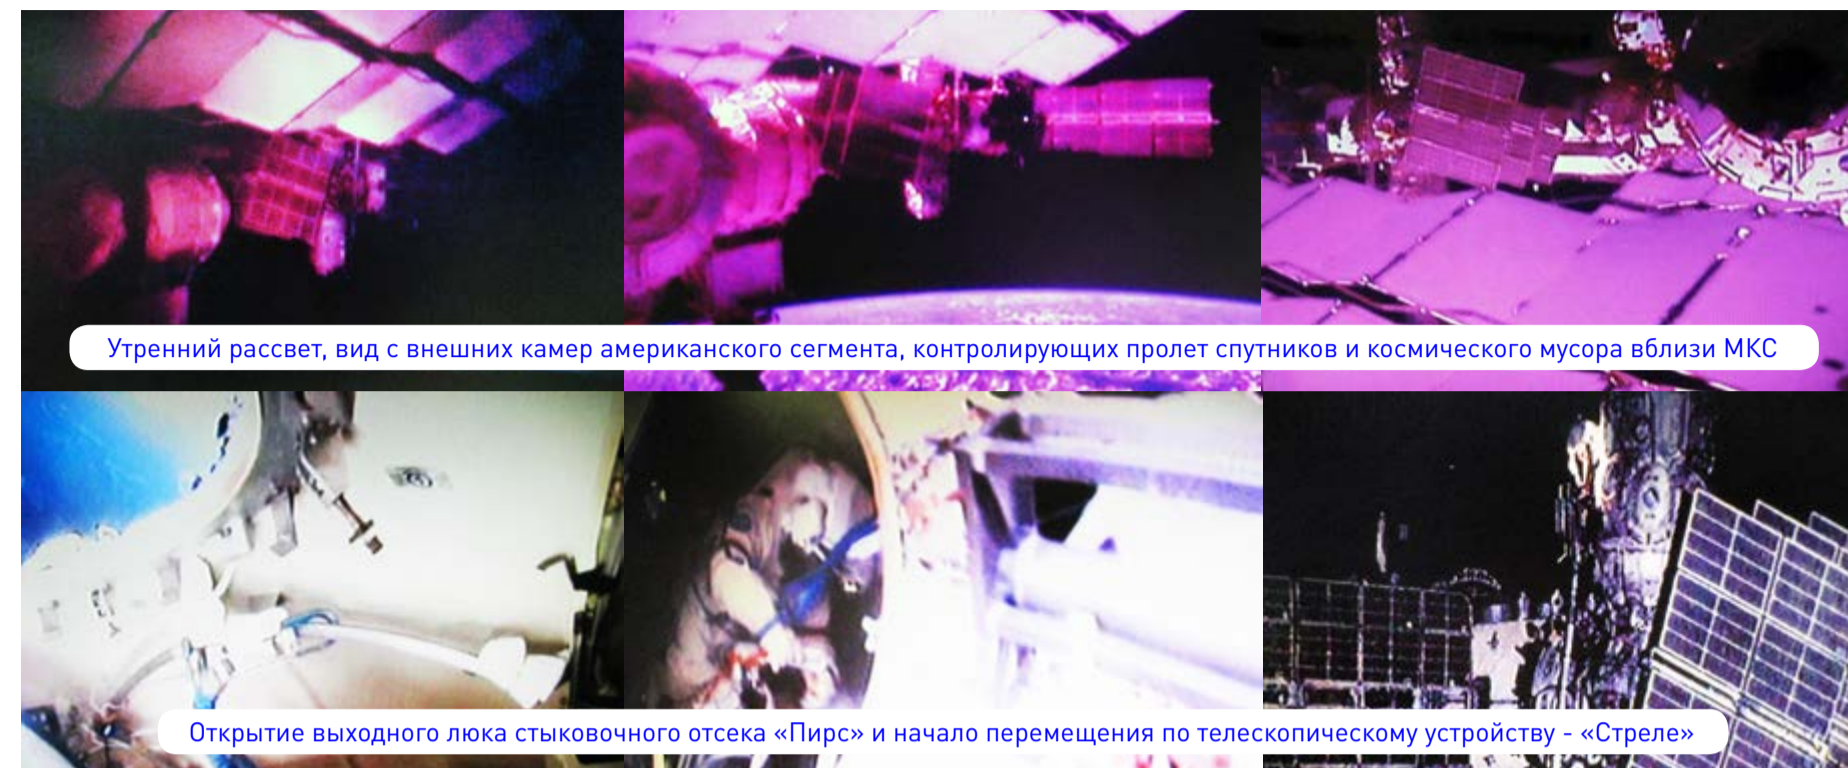 Утренний рассвет, вид с внешних камер американского сегмента, контролирующих пролет спутников и космического мусора вблизи МКС
Открытие выходного люка стыковочного отсека «Пирс» и начало перемещения по телескопическому устройству - «Стреле»